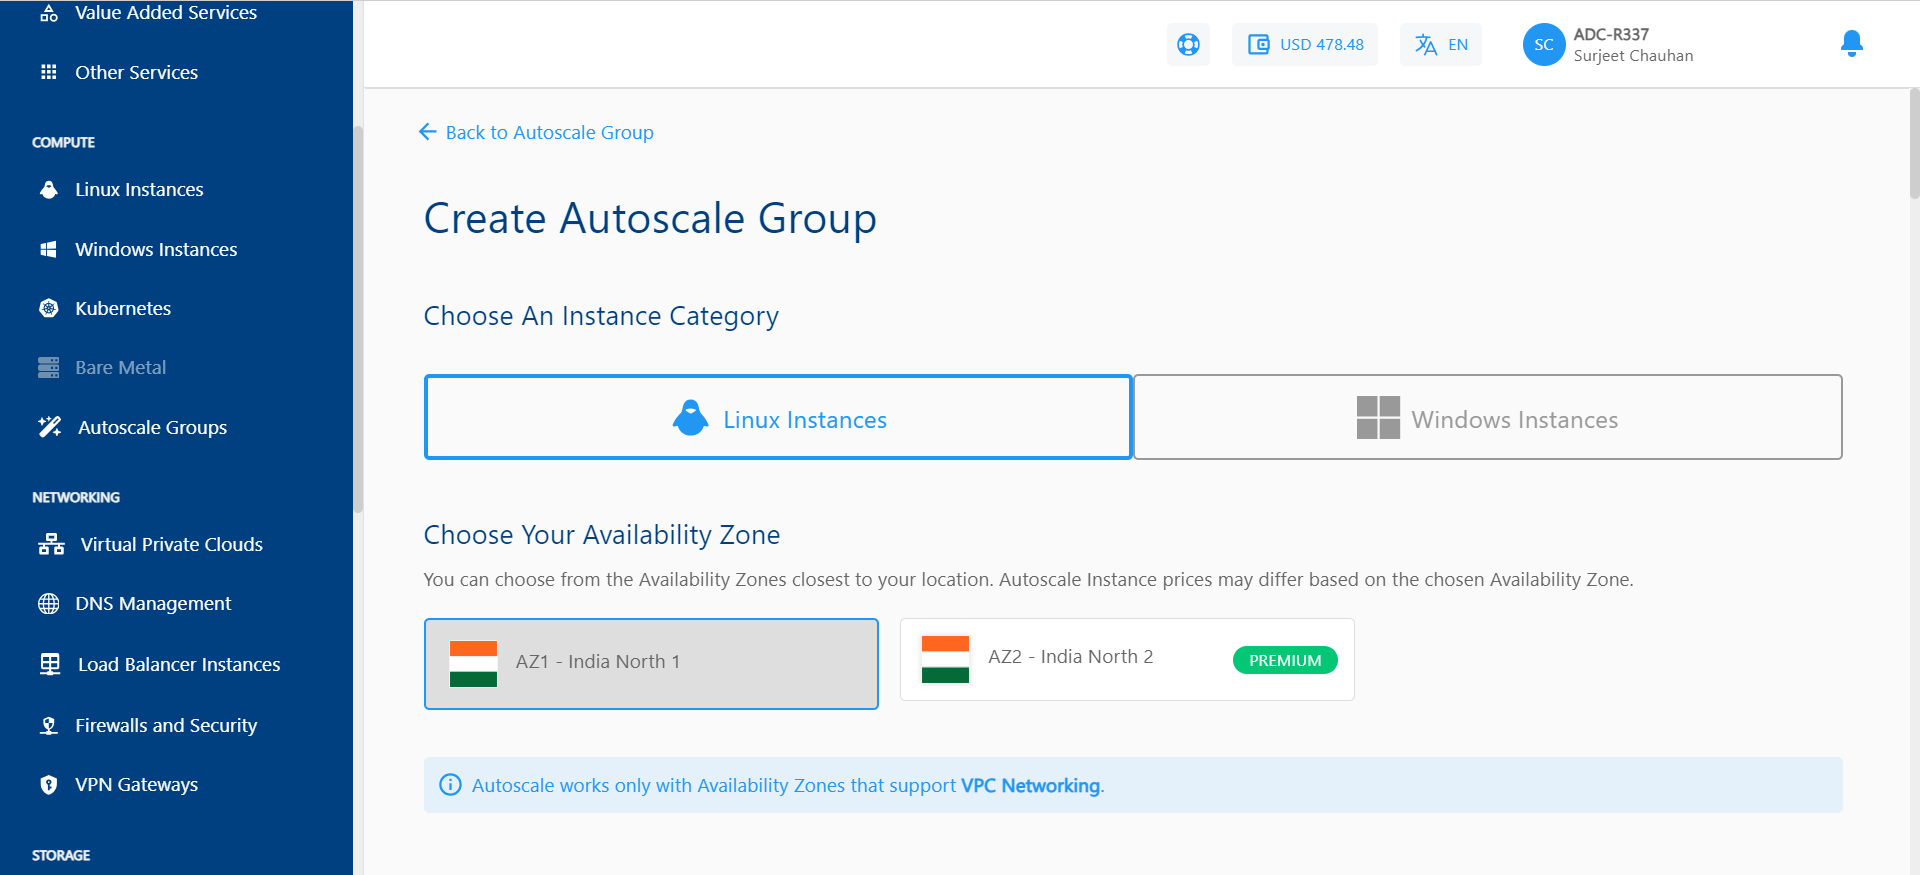 Value Added Services
Other Services
COMPUTE
Linux Instances
Windows Instances
Kubernetes
Bare Metal
Autoscale Groups
NETWORKING
Virtual Private Clouds
DNS Management
Load Balancer Instances
Firewalls and Security
VPN Gateways
STORAGE
USD 478.48
EN
SC
ADC-R337
Surjeet Chauhan
Back to Autoscale Group
Create Autoscale Group
Choose An Instance Category
Linux Instances
Windows Instances
Choose Your Availability Zone
You can choose from the Availability Zones closest to your location. Autoscale Instance prices may differ based on the chosen Availability Zone.
AZ1 - India North 1
AZ2 - India North 2
PREMIUM
Autoscale works only with Availability Zones that support VPC Networking.